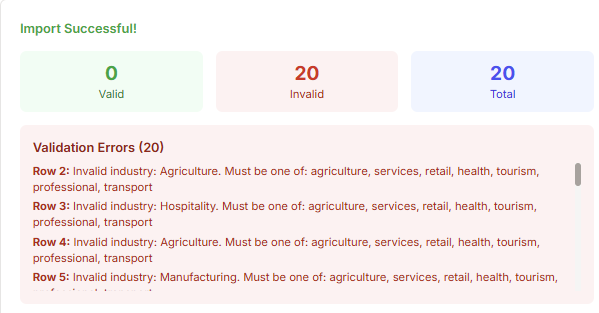 Import Successful!
0
Valid
20
Invalid
20
Total
Validation Errors (20)
Row 2: Invalid industry: Agriculture. Must be one of: agriculture, services, retail, health, tourism,
professional, transport
Row 3: Invalid industry: Hospitality. Must be one of: agriculture, services, retail, health, tourism,
professional, transport
Row 4: Invalid industry: Agriculture. Must be one of: agriculture, services, retail, health, tourism,
professional, transport
Row 5: Invalid industry: Manufacturing. Must be one of: agriculture, services, retail, health, tourism,